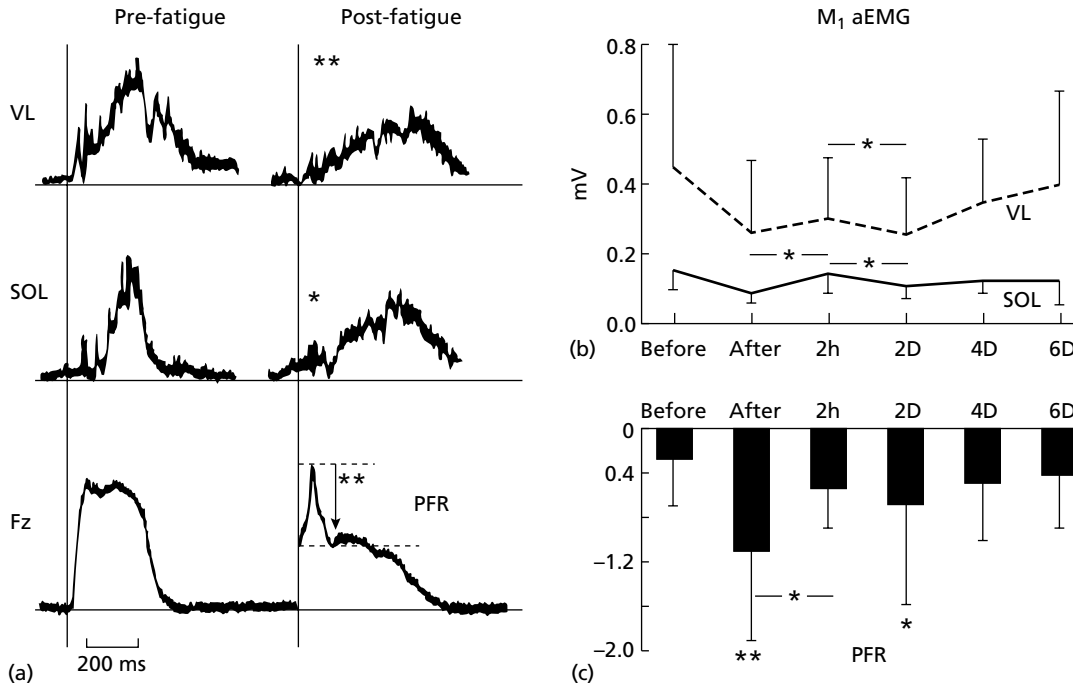 Pre-fatigue Post-fatigue
VL
**
SOL
*
Fz
**
PFR
200 ms
(a)
M1 aEMG
mV
0.8
0.6
0.4
0.2
0.0
*
VL
*
*
SOL
(b)
Before After 2h 2D 4D 6D
Before After 2h 2D 4D 6D
0
0.4
-1.2
-2.0
*
*
**
PFR
(c)